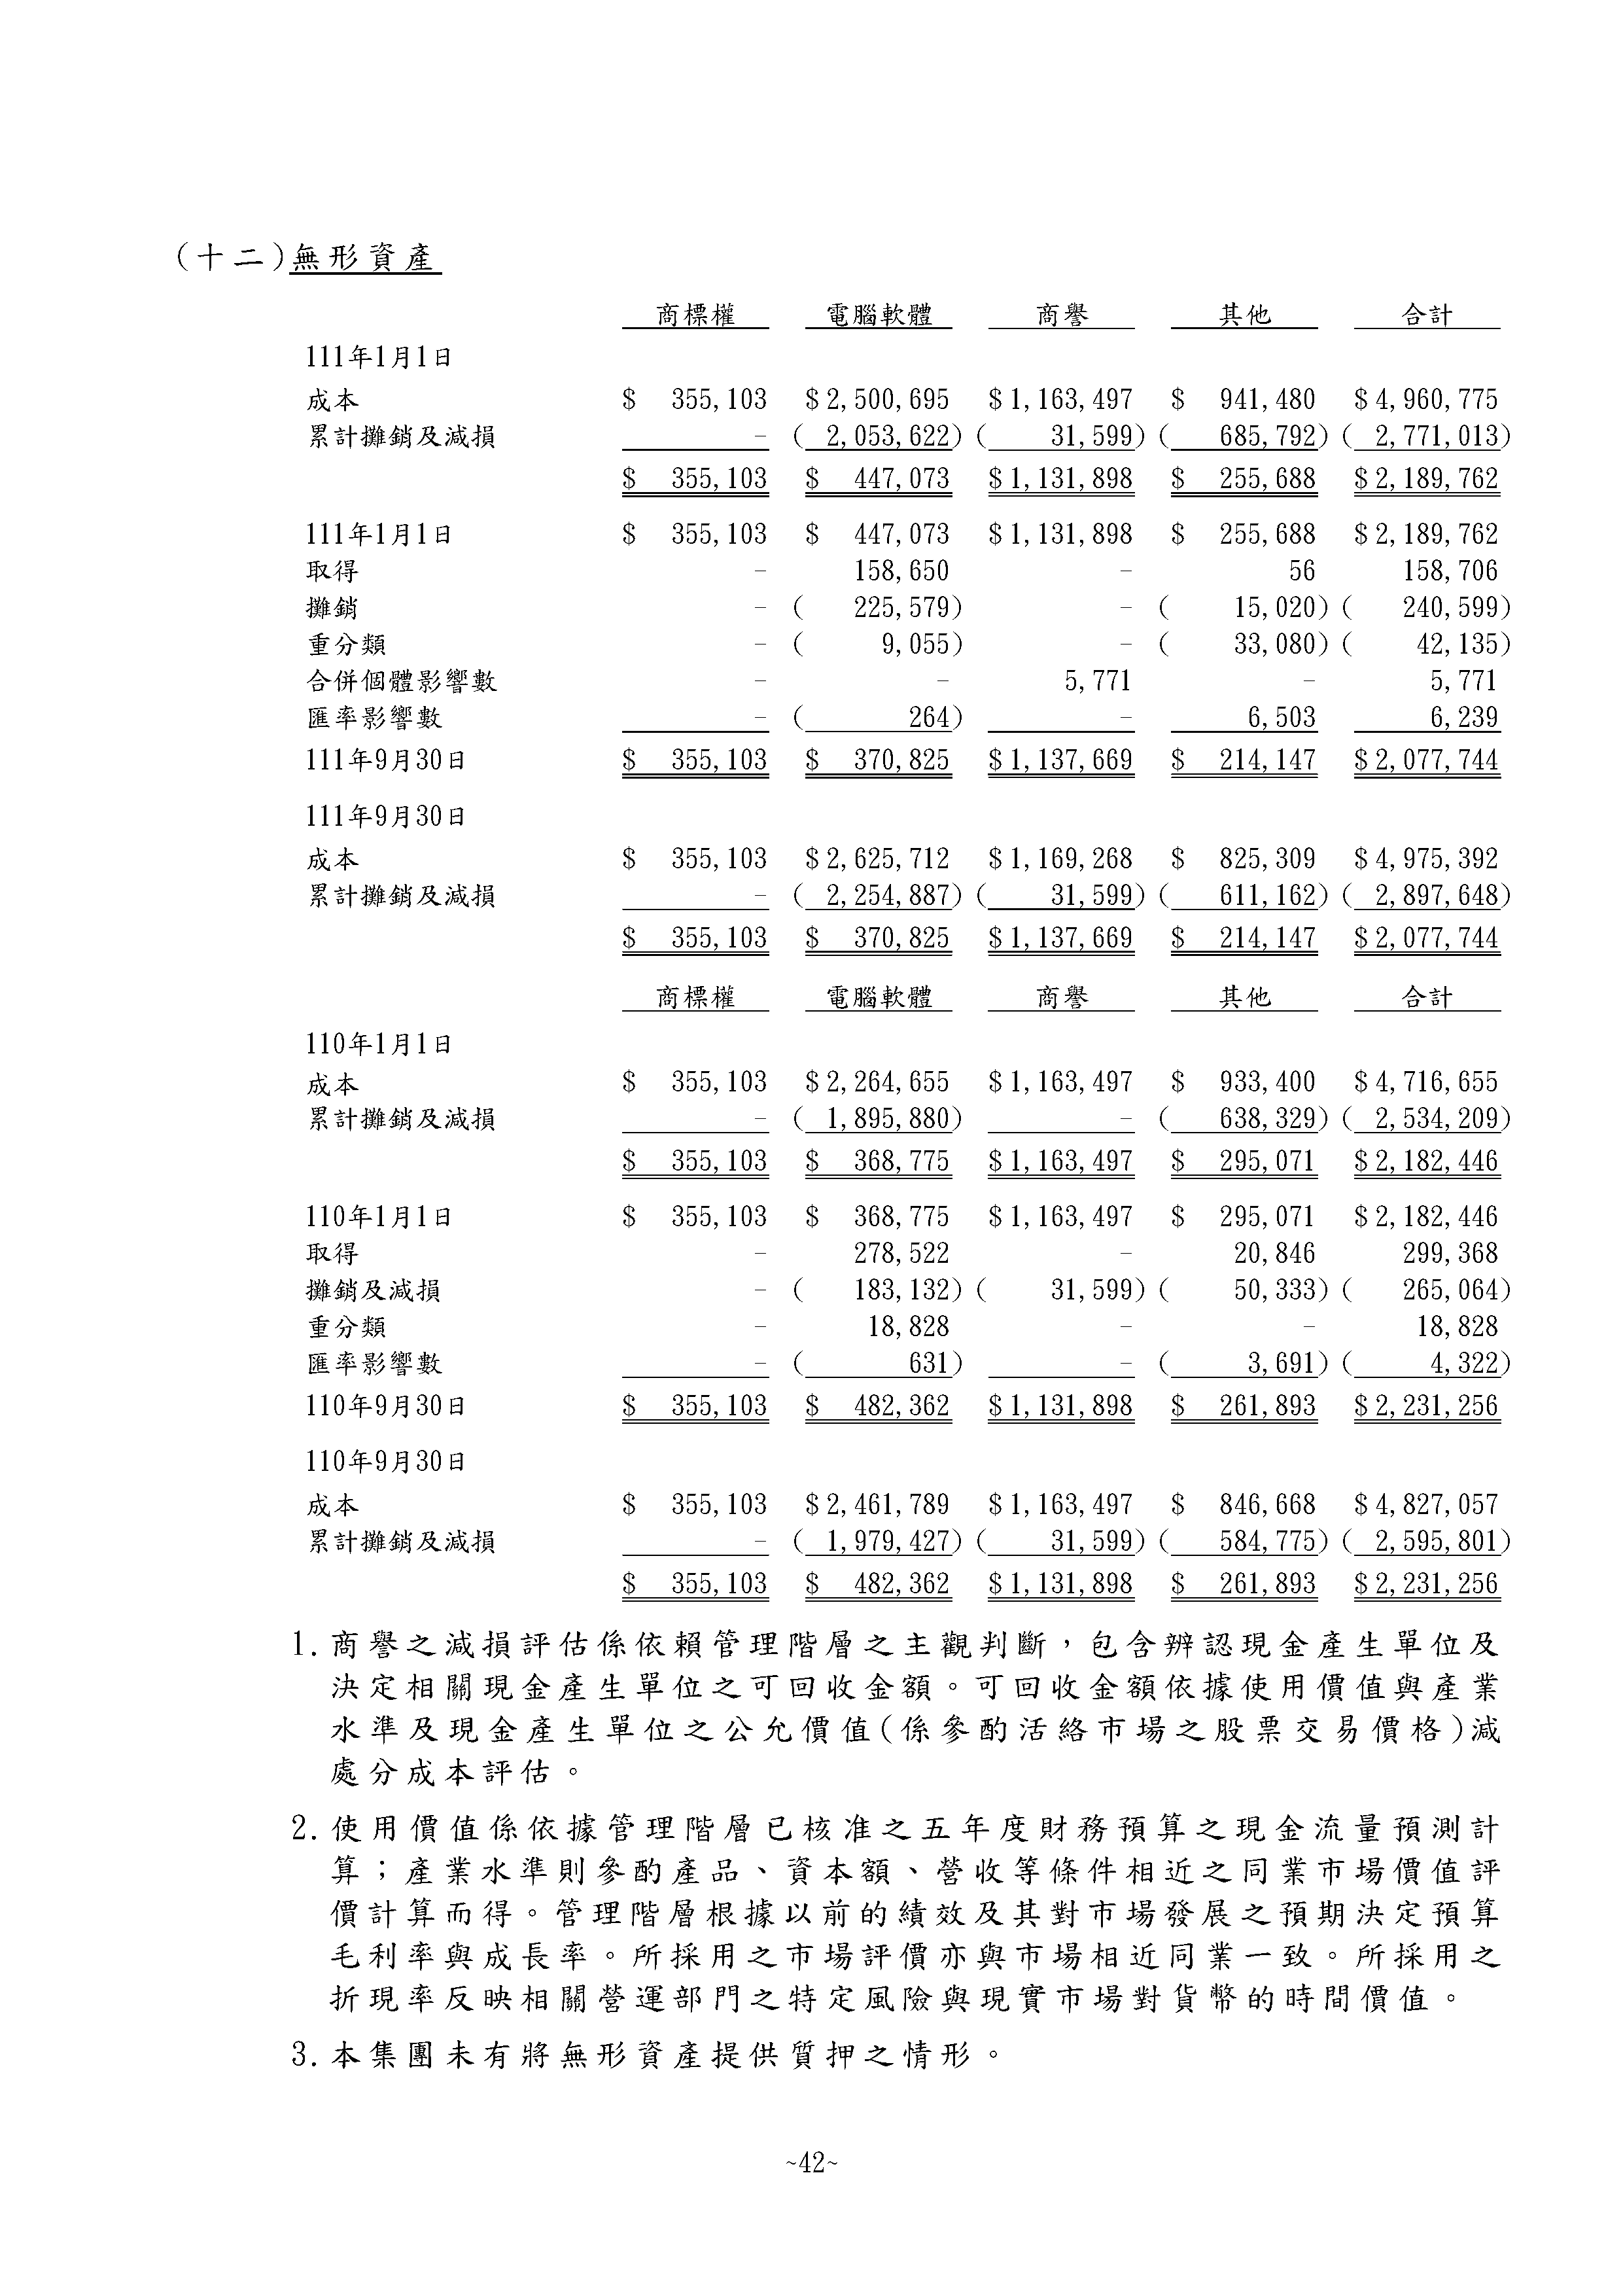 (十二)無形資產
商標權 電腦軟體 商譽 其他 合計
111年1月1日
成本 $ 355,103 $2,500,695 $1,163,497 $ 941,480 $4,960,775
累計攤銷及減損 - ( 2,053,622) ( 31,599) ( 685,792) ( 2,771,013)
$ 355,103 $ 447,073 $1,131,898 $ 255,688 $2,189,762
111年1月1日 $ 355,103 $ 447,073 $1,131,898 $ 255,688 $2,189,762
取得 - 158,650 - 56 158,706
攤銷 - ( 225,579) - ( 15,020) ( 240,599)
重分類 - ( 9,055) - ( 33,080) ( 42,135)
合併個體影響數 - - 5,771 - 5,771
匯率影響數 - ( 264) - 6,503 6,239
111年9月30日 $ 355,103 $ 370,825 $1,137,669 $ 214,147 $2,077,744
111年9月30日
成本 $ 355,103 $2,625,712 $1,169,268 $ 825,309 $4,975,392
累計攤銷及減損 - ( 2,254,887) ( 31,599) ( 611,162) ( 2,897,648)
$ 355,103 $ 370,825 $1,137,669 $ 214,147 $2,077,744
商標權 電腦軟體 商譽 其他 合計
110年1月1日
成本 $ 355,103 $2,264,655 $1,163,497 $ 933,400 $4,716,655
累計攤銷及減損 - ( 1,895,880) - ( 638,329) ( 2,534,209)
$ 355,103 $ 368,775 $1,163,497 $ 295,071 $2,182,446
110年1月1日 $ 355,103 $ 368,775 $1,163,497 $ 295,071 $2,182,446
取得 - 278,522 - 20,846 299,368
攤銷及減損 - ( 183,132) ( 31,599) ( 50,333) ( 265,064)
重分類 - 18,828 - - 18,828
匯率影響數 - ( 631) - ( 3,691) ( 4,322)
110年9月30日 $ 355,103 $ 482,362 $1,131,898 $ 261,893 $2,231,256
110年9月30日
成本 $ 355,103 $2,461,789 $1,163,497 $ 846,668 $4,827,057
累計攤銷及減損 - ( 1,979,427) ( 31,599) ( 584,775) ( 2,595,801)
$ 355,103 $ 482,362 $1,131,898 $ 261,893 $2,231,256
1.商譽之減損評估係依賴管理階層之主觀判斷，包含辨認現金產生單位及
決定相關現金產生單位之可回收金額。可回收金額依據使用價值與產業
水準及現金產生單位之公允價值(係參酌活絡市場之股票交易價格)減
處分成本評估。
2.使用價值係依據管理階層已核准之五年度財務預算之現金流量預測計
算；產業水準則參酌產品、資本額、營收等條件相近之同業市場價值評
價計算而得。管理階層根據以前的績效及其對市場發展之預期決定預算
毛利率與成長率。所採用之市場評價亦與市場相近同業一致。所採用之
折現率反映相關營運部門之特定風險與現實市場對貨幣的時間價值。
3.本集團未有將無形資產提供質押之情形。
~42~